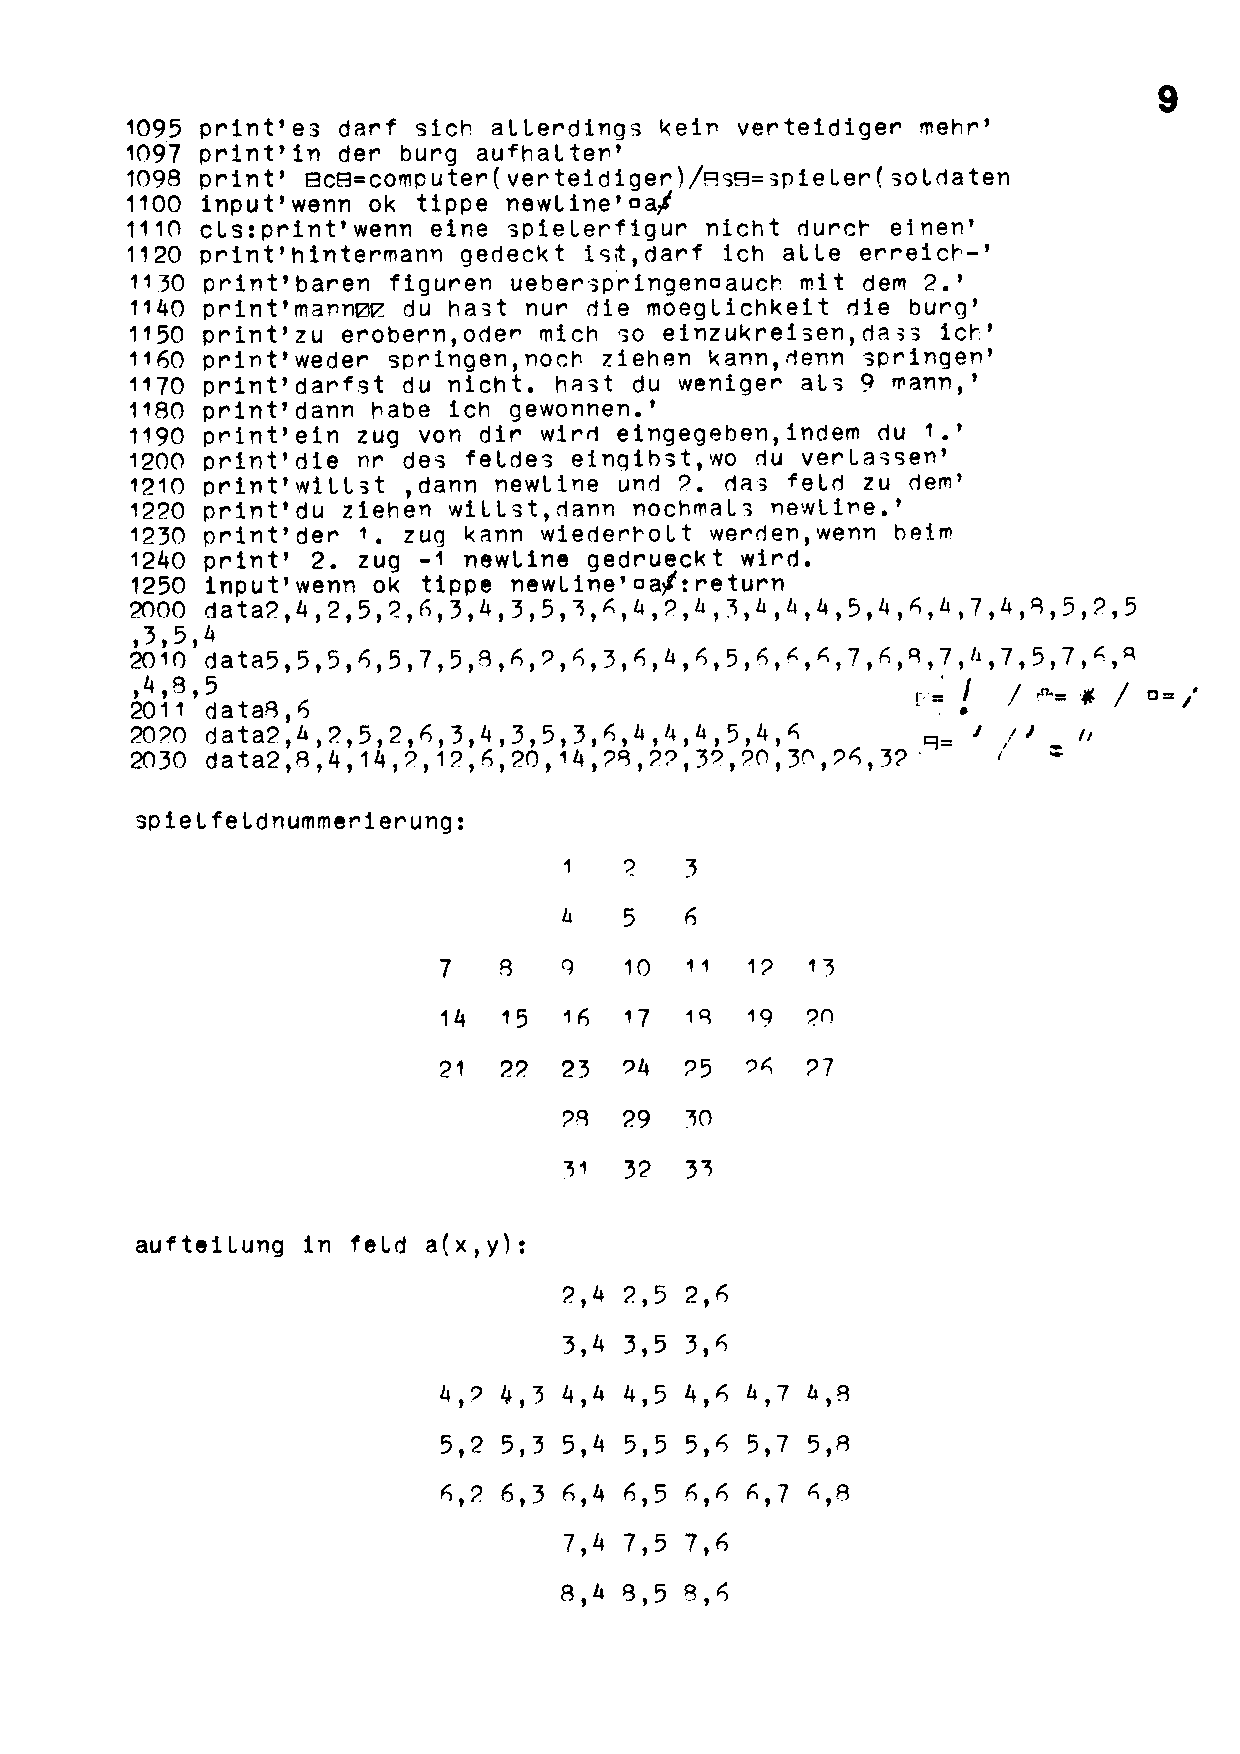 9
1095 print'es darf sich allerdings kein verteidiger mehr'
1097 print'in der burg aufhalten'
1098 print' ⊟c⊟=computer(verteidiger)/⊟s⊟=spieler(soldaten
1100 input'wenn ok tippe newline'▫a$
1110 cls:print'wenn eine spielerfigur nicht durch einen'
1120 print'hintermann gedeckt ist,darf ich alle erreich-'
1130 print'baren figuren ueberspringen▫auch mit dem 2.'
1140 print'mann du hast nur die moeglichkeit die burg'
1150 print'zu erobern,oder mich so einzukreisen,dass ich'
1160 print'weder springen,noch ziehen kann,denn springen'
1170 print'darfst du nicht. hast du weniger als 9 mann,'
1180 print'dann habe ich gewonnen.'
1190 print'ein zug von dir wird eingegeben,indem du 1.'
1200 print'die nr des feldes eingibst,wo du verlassen'
1210 print'willst ,dann newline und 2. das feld zu dem'
1220 print'du ziehen willst,dann nochmals newline.'
1230 print'der 1. zug kann wiederholt werden,wenn beim
1240 print' 2. zug -1 newline gedrueckt wird.
1250 input'wenn ok tippe newline'▫a$:return
2000 data2,4,2,5,2,6,3,4,3,5,3,6,4,2,4,3,4,4,4,5,4,6,4,7,4,8,5,2,5
,3,5,4
2010 data5,5,5,6,5,7,5,8,6,2,6,3,6,4,6,5,6,6,6,7,6,8,7,4,7,5,7,6,8
,4,8,5
2011 data8,6
2020 data2,4,2,5,2,6,3,4,3,5,3,6,4,4,4,5,4,6
2030 data2,8,4,14,2,12,6,20,14,28,22,32,20,30,26,32
spielfeldnummerierung:
1 2 3
4 5 6
7 8 9 10 11 12 13
14 15 16 17 18 19 20
21 22 23 24 25 26 27
28 29 30
31 32 33
aufteilung in feld a(x,y):
2,4 2,5 2,6
3,4 3,5 3,6
4,2 4,3 4,4 4,5 4,6 4,7 4,8
5,2 5,3 5,4 5,5 5,6 5,7 5,8
6,2 6,3 6,4 6,5 6,6 6,7 6,8
7,4 7,5 7,6
8,4 8,5 8,6